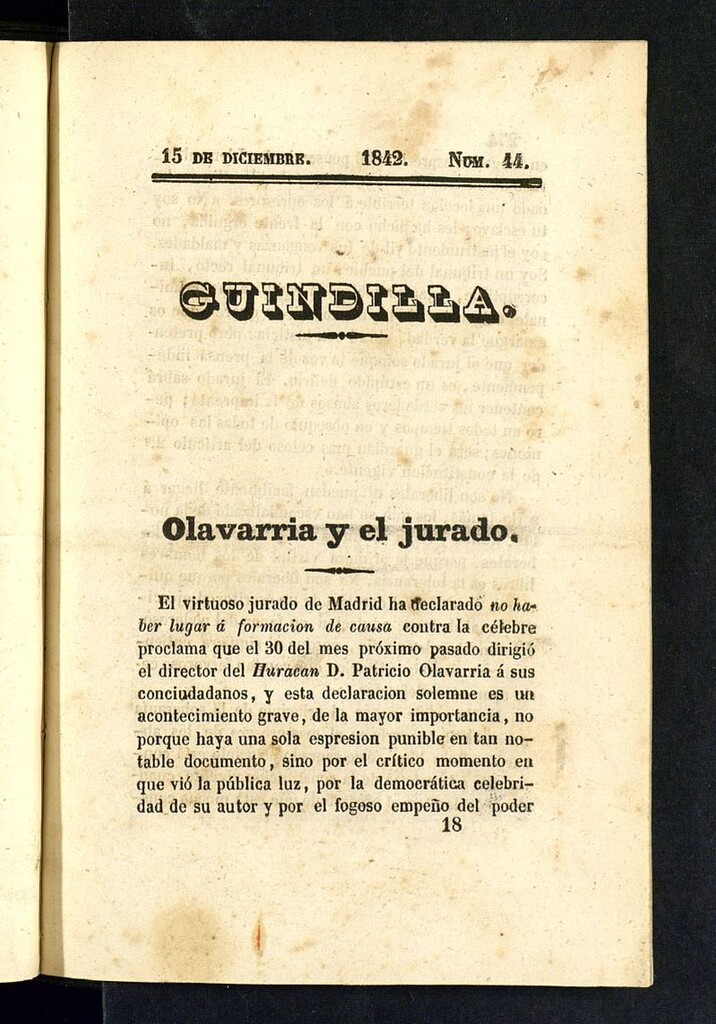 15 DE DICIEMBRE. 1842. NUM. 44.
GUINDILLA.
Olavarria y el jurado.
El virtuoso jurado de Madrid ha declarado no ha-
ber lugar á formacion de causa contra la célebre
proclama que el 30 del mes próximo pasado dirigió
el director del Huracan D. Patricio Olavarria á sus
conciudadanos, y esta declaracion solemne es un
acontecimiento grave, de la mayor importancia, no
porque haya una sola espresion punible en tan no-
table documento, sino por el crítico momento en
que vió la pública luz, por la democrática celebri-
dad de su autor y por el fogoso empeño del poder
18